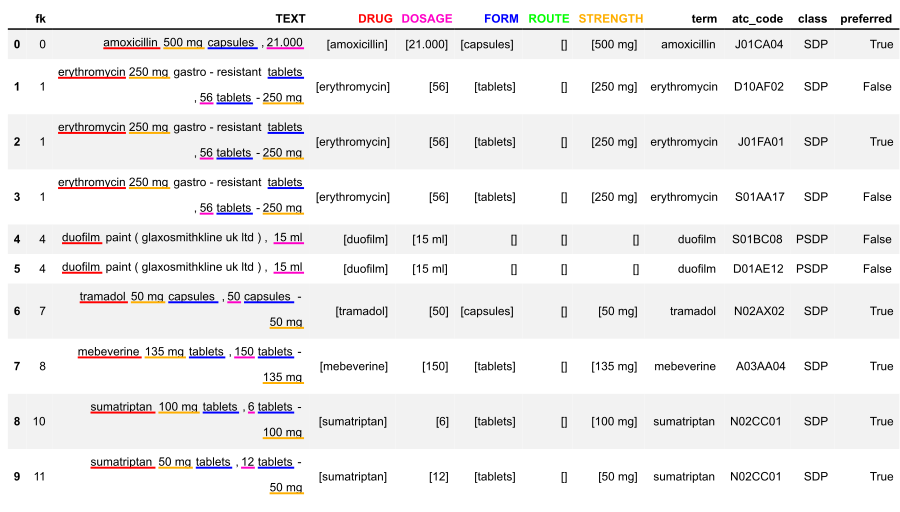 fk TEXT DRUG DOSAGE FORM ROUTE STRENGTH term atc_code class preferred
0 0 amoxicillin 500 mg capsules , 21.000 [amoxicillin] [21.000] [capsules] [] [500 mg] amoxicillin J01CA04 SDP True
erythromycin 250 mg gastro - resistant tablets
1 1 [erythromycin] [56] [tablets] [] [250 mg] erythromycin D10AF02 SDP False
, 56 tablets - 250 mg
erythromycin 250 mg gastro - resistant tablets
2 1 [erythromycin] [56] [tablets] [] [250 mg] erythromycin J01FA01 SDP True
, 56 tablets - 250 mg
erythromycin 250 mg gastro - resistant tablets
3 1 [erythromycin] [56] [tablets] [] [250 mg] erythromycin S01AA17 SDP False
, 56 tablets - 250 mg
4 4 duofilm paint ( glaxosmithkline uk ltd ) , 15 ml [duofilm] [15 ml] [] [] [] duofilm S01BC08 PSDP False
5 4 duofilm paint ( glaxosmithkline uk ltd ) , 15 ml [duofilm] [15 ml] [] [] [] duofilm D01AE12 PSDP False
tramadol 50 mg capsules , 50 capsules -
6 7 [tramadol] [50] [capsules] [] [50 mg] tramadol N02AX02 SDP True
50 mg
mebeverine 135 mg tablets , 150 tablets -
7 8 [mebeverine] [150] [tablets] [] [135 mg] mebeverine A03AA04 SDP True
135 mg
sumatriptan 100 mg tablets , 6 tablets -
8 10 [sumatriptan] [6] [tablets] [] [100 mg] sumatriptan N02CC01 SDP True
100 mg
sumatriptan 50 mg tablets , 12 tablets -
9 11 [sumatriptan] [12] [tablets] [] [50 mg] sumatriptan N02CC01 SDP True
50 mg